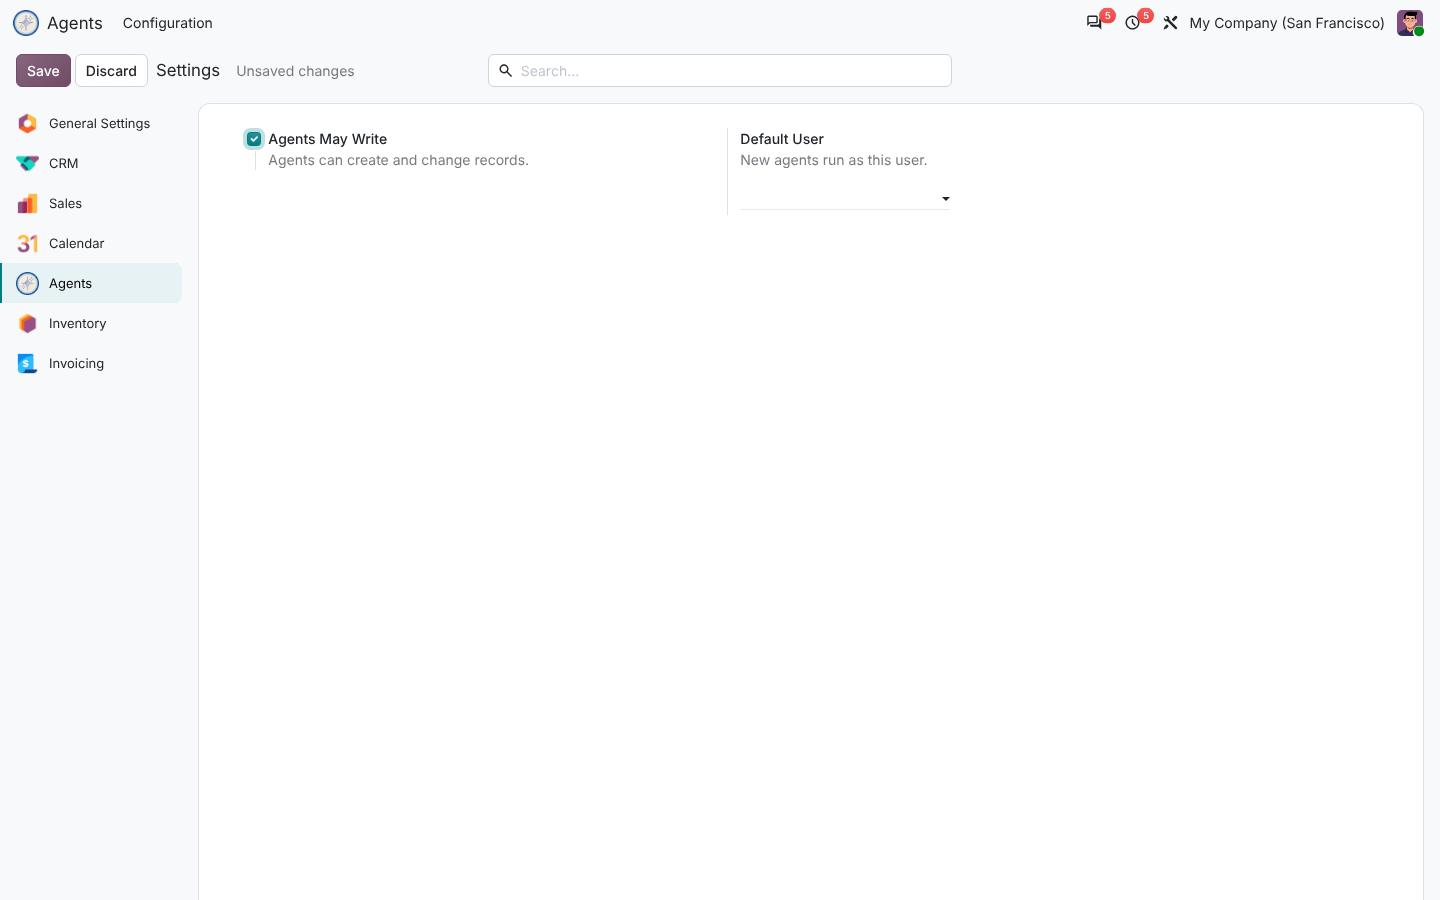 Agents Configuration
5 5 My Company (San Francisco)
Save Discard Settings Unsaved changes Search...
General Settings
CRM
Sales
31 Calendar
Agents
Inventory
$ Invoicing
Agents May Write
Agents can create and change records.
Default User
New agents run as this user.